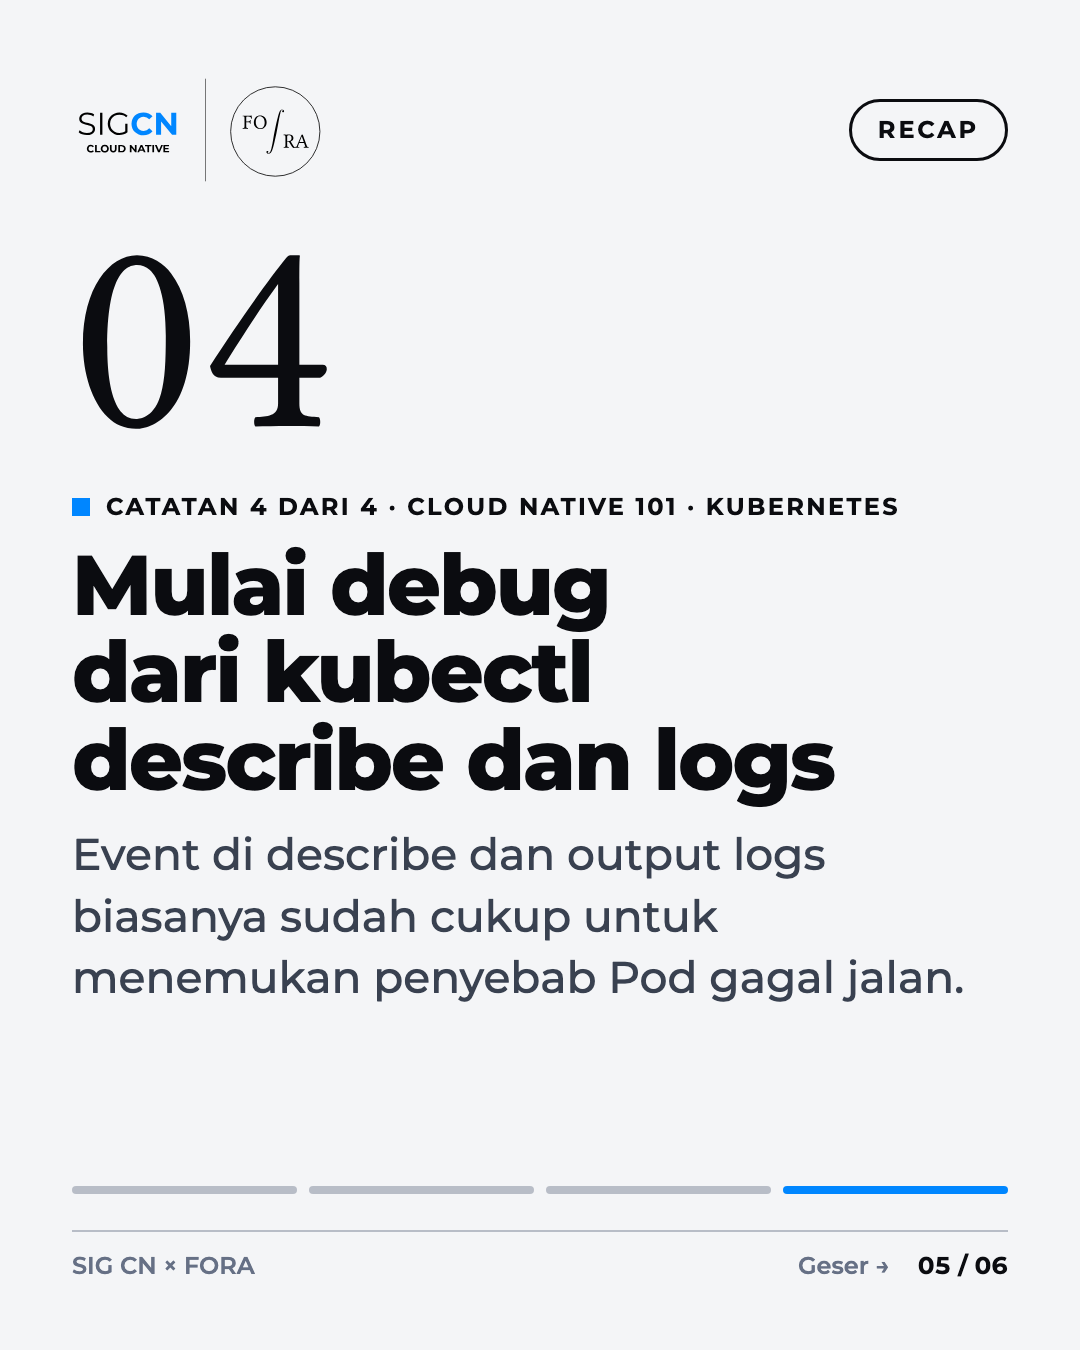 SIGCN
CLOUD NATIVE
FO RA
RECAP
04
CATATAN 4 DARI 4 · CLOUD NATIVE 101 · KUBERNETES
Mulai debug
dari kubectl
describe dan logs
Event di describe dan output logs
biasanya sudah cukup untuk
menemukan penyebab Pod gagal jalan.
SIG CN × FORA
Geser → 05 / 06